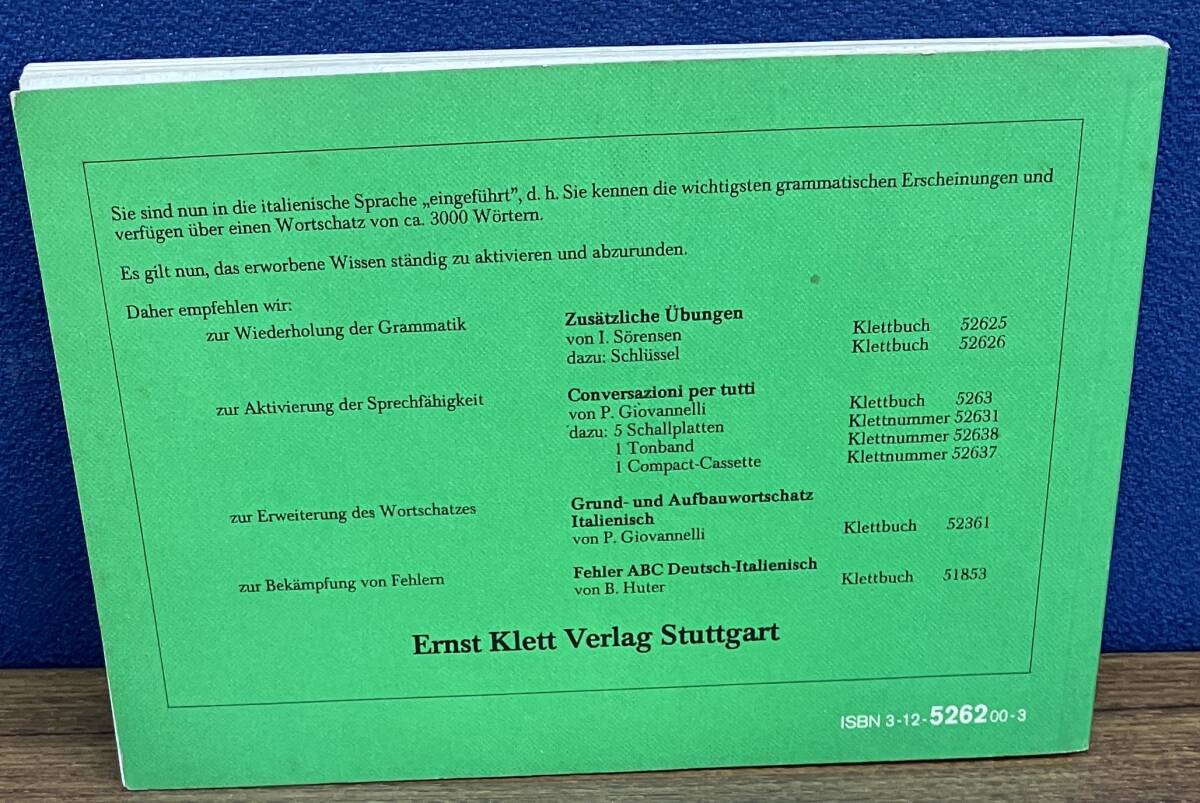 Sie sind nun in die italienische Sprache „eingeführt”, d. h. Sie kennen die wichtigsten grammatischen Erscheinungen und
verfügen über einen Wortschatz von ca. 3000 Wörtern.
Es gilt nun, das erworbene Wissen ständig zu aktivieren und abzurunden.
Daher empfehlen wir:
zur Wiederholung der Grammatik
Zusätzliche Übungen
von I. Sörensen Klettbuch 52625
dazu: Schlüssel Klettbuch 52626
zur Aktivierung der Sprechfähigkeit
Conversazioni per tutti
von P. Giovannelli Klettbuch 5263
dazu: 5 Schallplatten Klettnummer 52631
1 Tonband Klettnummer 52638
1 Compact-Cassette Klettnummer 52637
zur Erweiterung des Wortschatzes
Grund- und Aufbauwortschatz
Italienisch
von P. Giovannelli Klettbuch 52361
zur Bekämpfung von Fehlern
Fehler ABC Deutsch-Italienisch
von B. Huter Klettbuch 51853
Ernst Klett Verlag Stuttgart
ISBN 3-12-526200-3